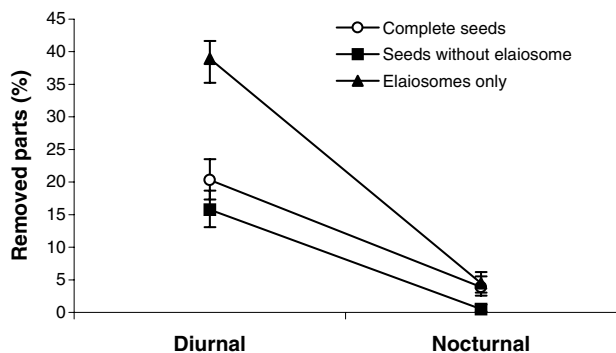 45
40
35
30
25
20
15
10
5
0
Removed parts (%)
Complete seeds
Seeds without elaiosome
Elaiosomes only
Diurnal Nocturnal